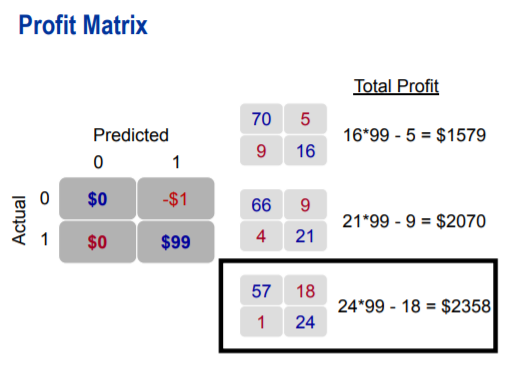 Profit Matrix
Total Profit
70 5
9 16
16*99 - 5 = $1579
Predicted
0 1
Actual
0 $0 -$1
1 $0 $99
66 9
4 21
21*99 - 9 = $2070
57 18
1 24
24*99 - 18 = $2358